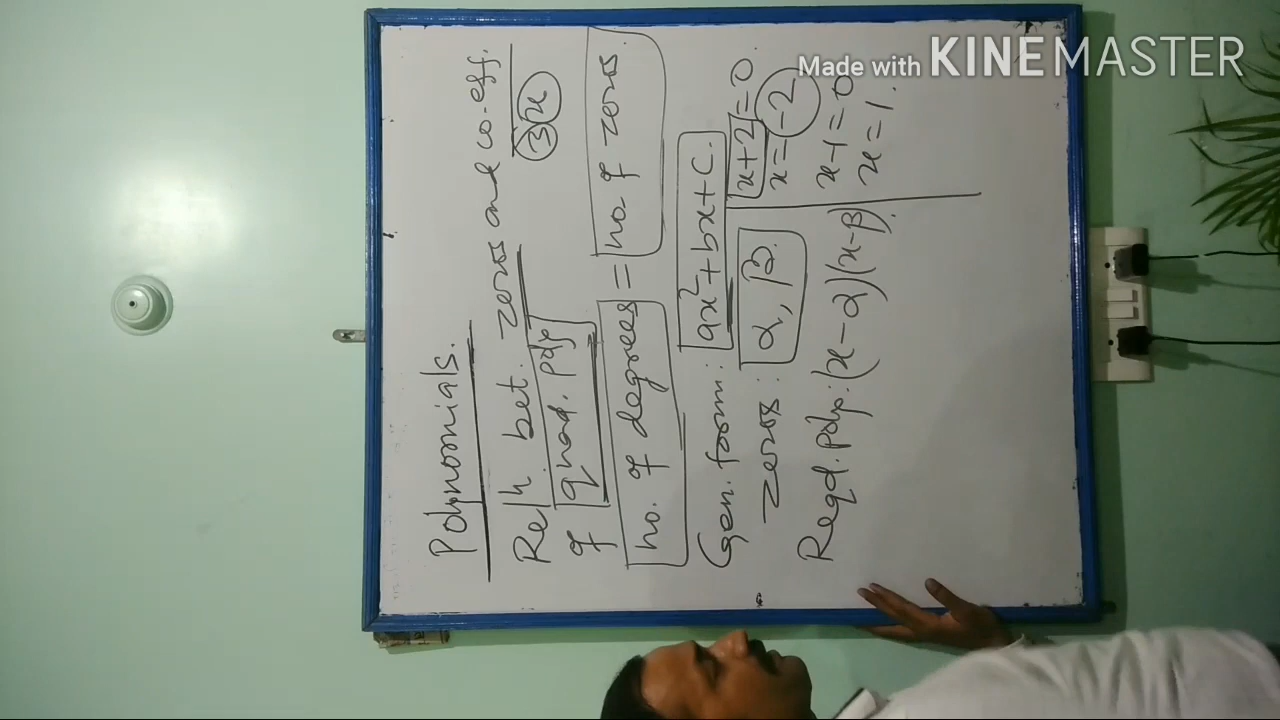 Made with KINEMASTER
Polynomials.
Reln. bet. zeros and co-eff.
of quad. poly 3 x
no. of degrees = no. of zeros.
Gen. form: ax²+bx+c.
zeros: α, β.
Reqd. Poly.: (x-α)(x-β).
x+2=0.
x=-2
x-1=0
x=1.